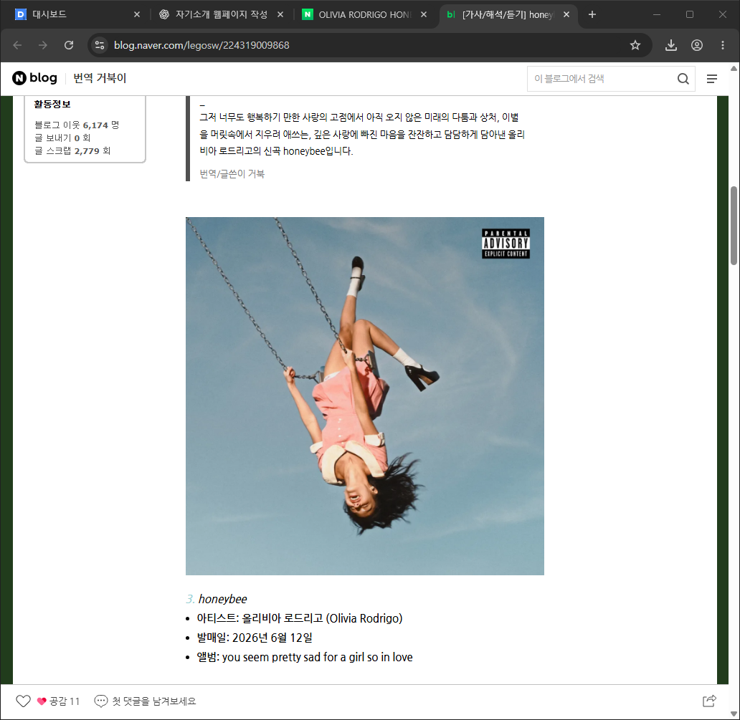 대시보드
자기소개 웹페이지 작성
OLIVIA RODRIGO HON
[가사/해석/듣기] honey
blog.naver.com/legosw/224319009868
blog
번역 거북이
이 블로그에서 검색
활동정보
블로그 이웃 6,174 명
글 보내기 0 회
글 스크랩 2,779 회
–
그저 너무도 행복하기 만한 사랑의 고점에서 아직 오지 않은 미래의 다툼과 상처, 이별
을 머릿속에서 지우려 애쓰는, 깊은 사랑에 빠진 마음을 잔잔하고 담담하게 담아낸 올리
비아 로드리고의 신곡 honeybee입니다.
번역/글쓴이 거북
PARENTAL
ADVISORY
EXPLICIT CONTENT
3. honeybee
• 아티스트: 올리비아 로드리고 (Olivia Rodrigo)
• 발매일: 2026년 6월 12일
• 앨범: you seem pretty sad for a girl so in love
공감 11
첫 댓글을 남겨보세요